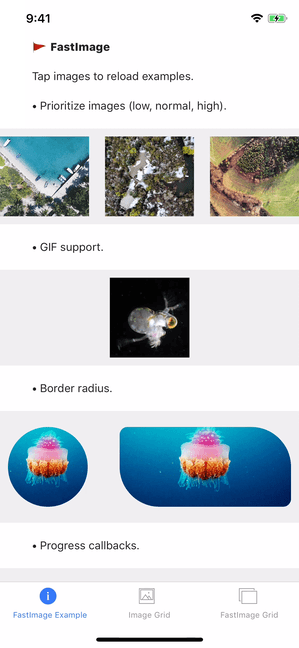 9:41
FastImage
Tap images to reload examples.
• Prioritize images (low, normal, high).
• GIF support.
• Border radius.
• Progress callbacks.
FastImage Example
Image Grid
FastImage Grid